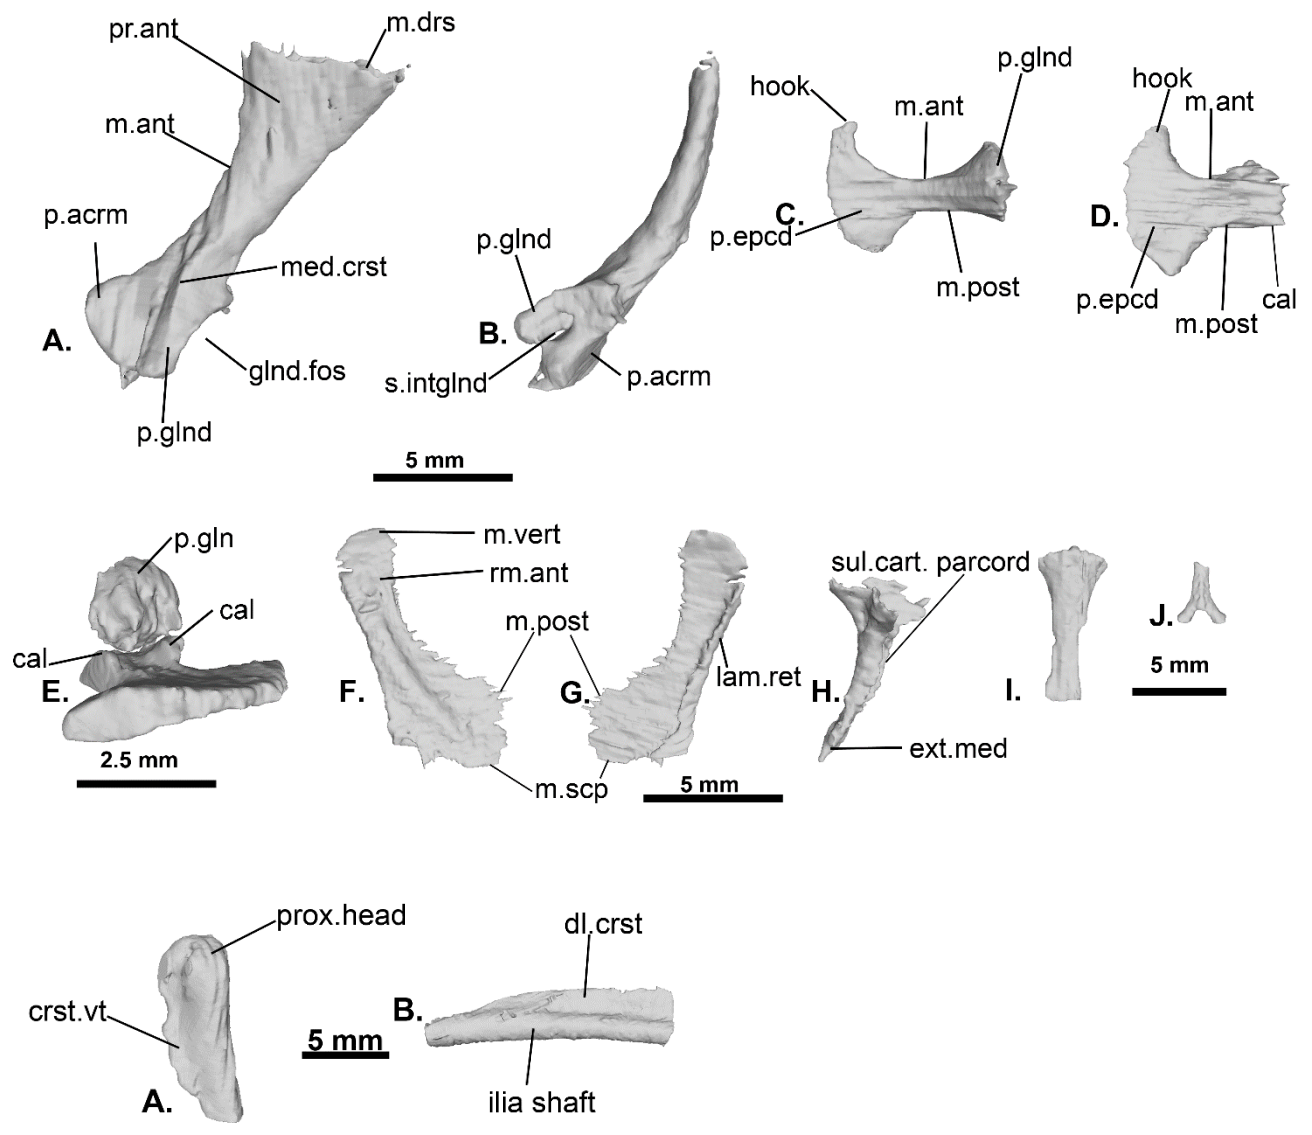 pr.ant
m.drs
m.ant
p.acrm
med.crst
A.
glnd.fos
p.glnd
p.glnd
B.
s.intglnd
p.acrm
hook
p.glnd
m.ant
C.
p.epcd
m.post
hook
m.ant
D.
p.epcd
m.post
cal
5 mm
p.gln
cal
cal
E.
2.5 mm
m.vert
rm.ant
m.post
F.
G.
lam.ret
m.scp
5 mm
sul.cart. parcord
H.
ext.med
I.
J.
5 mm
prox.head
crst.vt
A.
5 mm
dl.crst
B.
ilia shaft